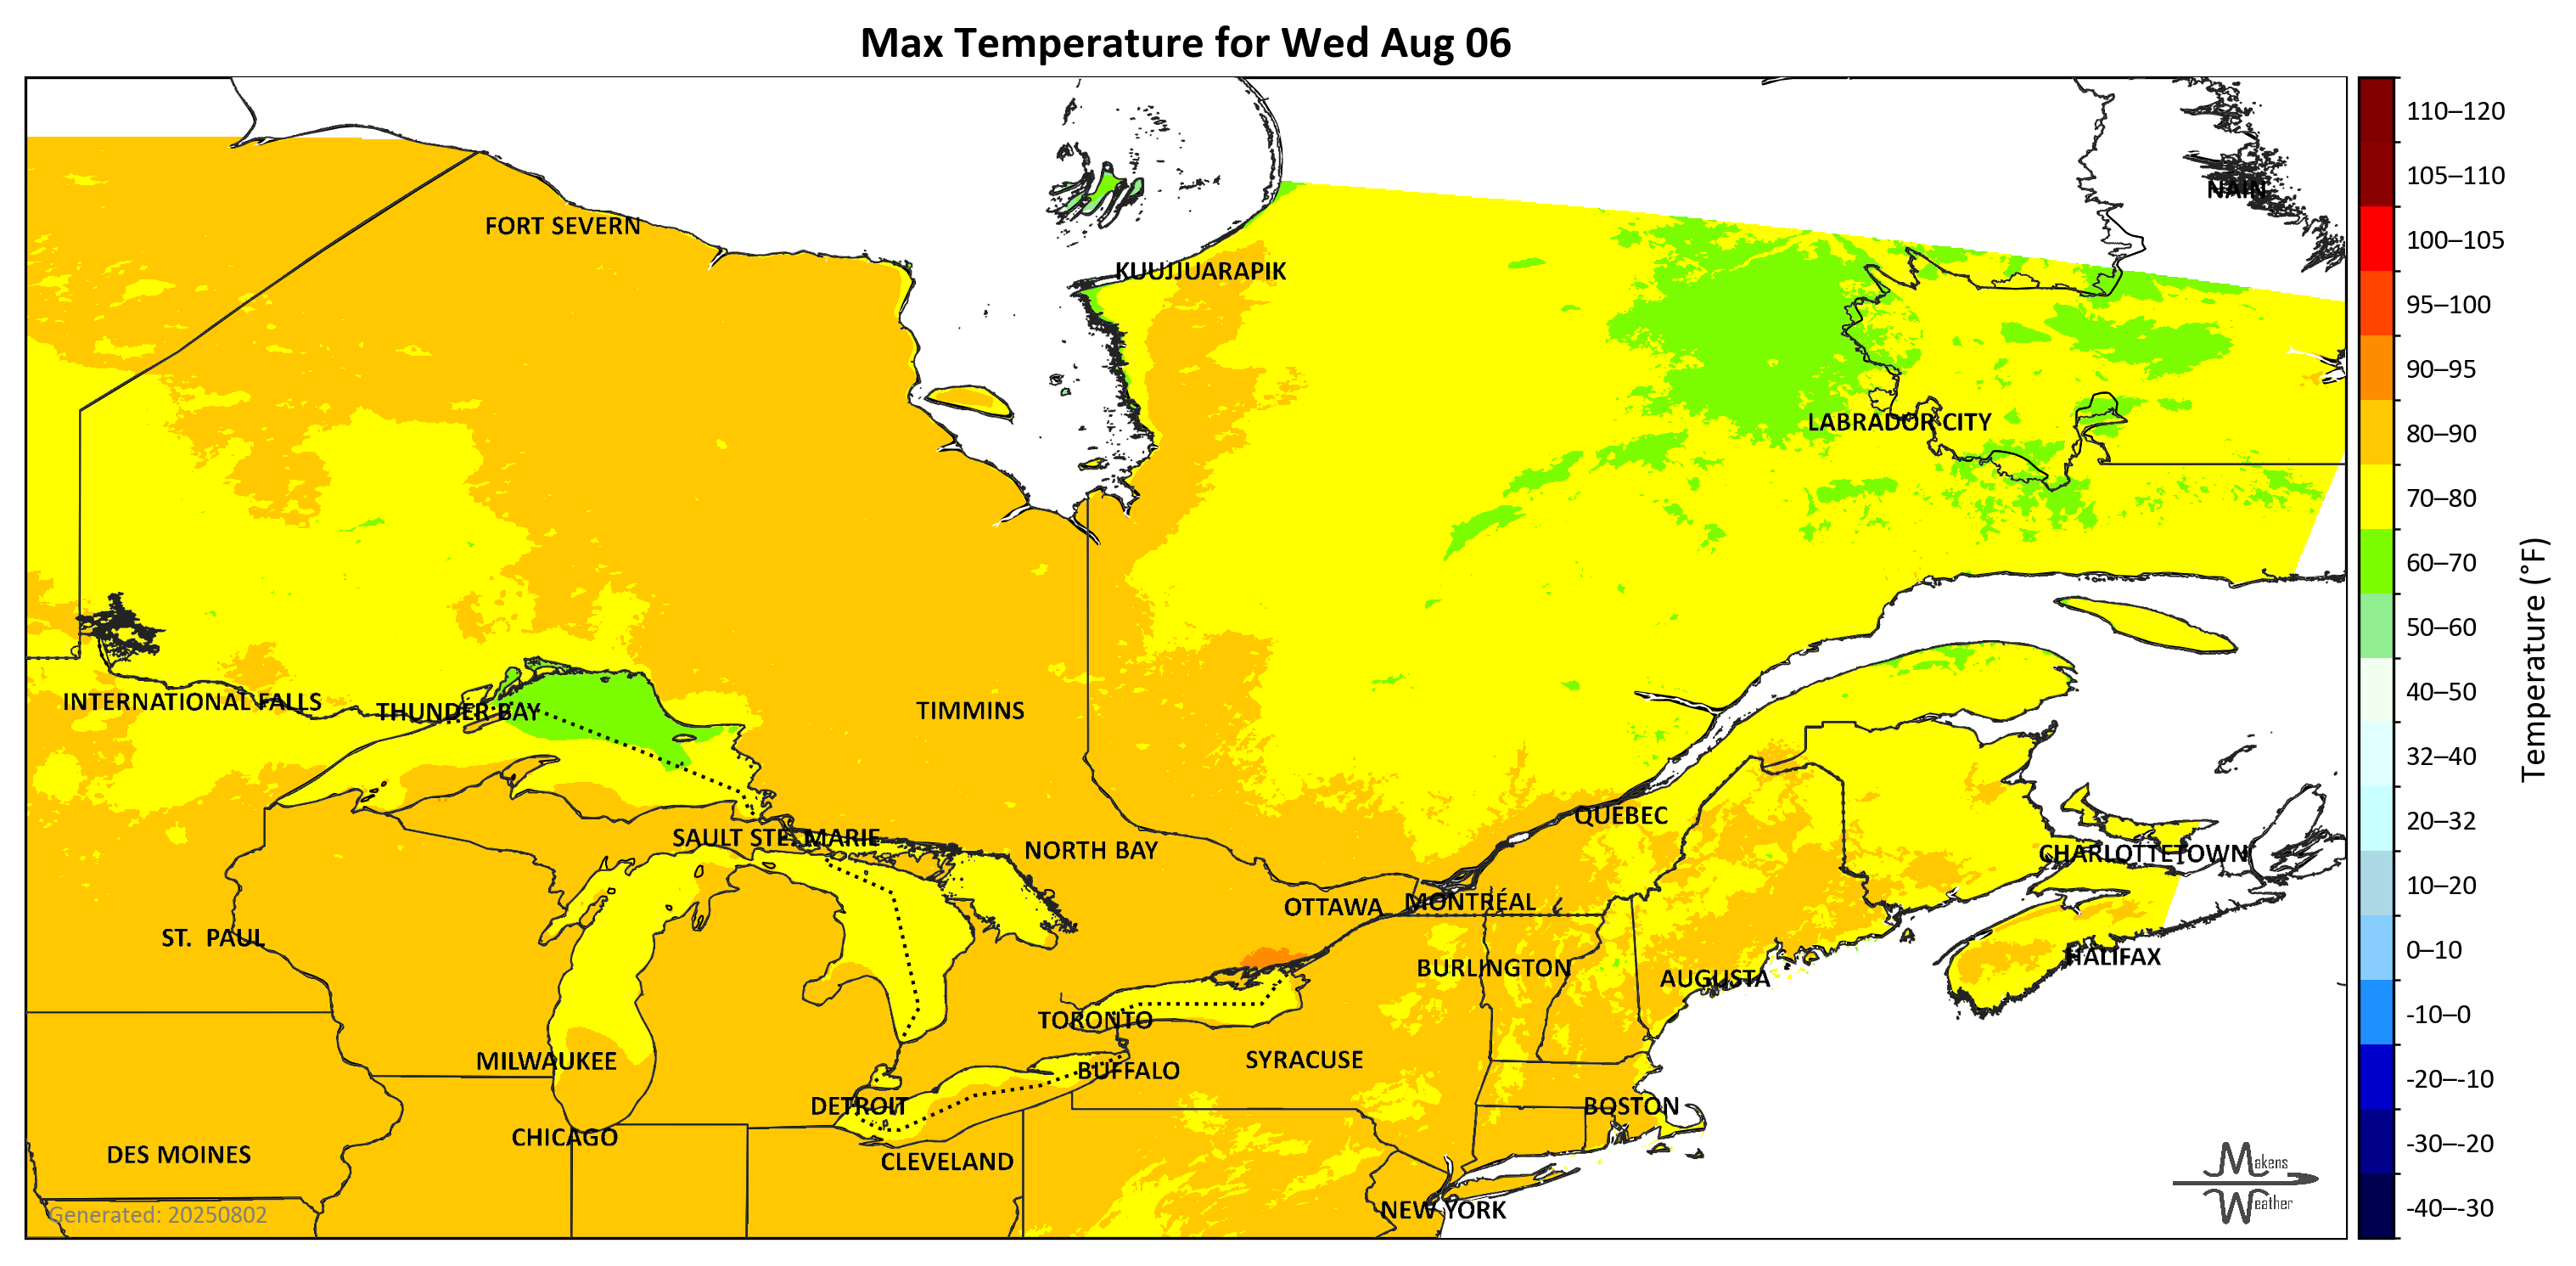 Max Temperature for Wed Aug 06
NAIN
FORT SEVERN
KUUJJUARAPIK
LABRADOR CITY
INTERNATIONAL FALLS
THUNDER BAY
TIMMINS
QUEBEC
SAULT STE. MARIE
NORTH BAY
CHARLOTTETOWN
OTTAWA
MONTRÉAL
ST.  PAUL
BURLINGTON
AUGUSTA
HALIFAX
TORONTO
MILWAUKEE
SYRACUSE
BUFFALO
DETROIT
BOSTON
CHICAGO
DES MOINES
CLEVELAND
NEW YORK
Generated: 20250802
Makens
Weather
110–120
105–110
100–105
95–100
90–95
80–90
70–80
60–70
50–60
40–50
32–40
20–32
10–20
0–10
-10–0
-20–-10
-30–-20
-40–-30
Temperature (°F)